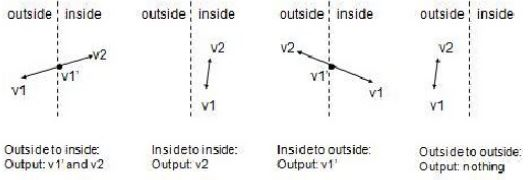 outside inside
v2
v1'
v1
Outside to inside:
Output: v1' and v2
outside inside
v2
v1
Inside to inside:
Output: v2
outside inside
v2
v1'
v1
Inside to outside:
Output: v1'
outside inside
v2
v1
Outside to outside:
Output: nothing